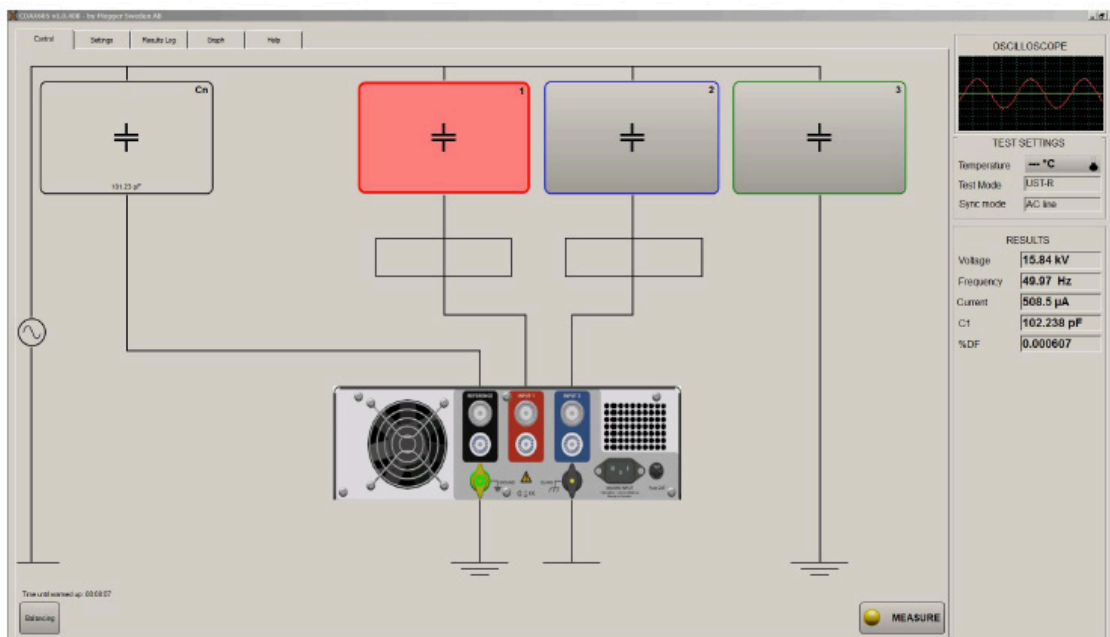 CDAX605 v1.0.406 - by Megger Sweden AB
Control
Settings
Results Log
Graph
Help
OSCILLOSCOPE
Cn
101.23 pF
1
2
3
TEST SETTINGS
Temperature
--- °C
Test Mode
UST-R
Sync mode
AC line
RESULTS
Voltage
15.84 kV
Frequency
49.97 Hz
Current
508.5 µA
C1
102.238 pF
%DF
0.000607
REFERENCE
INPUT 1
INPUT 2
Time until warmed up: 00:08:07
Balancing
MEASURE